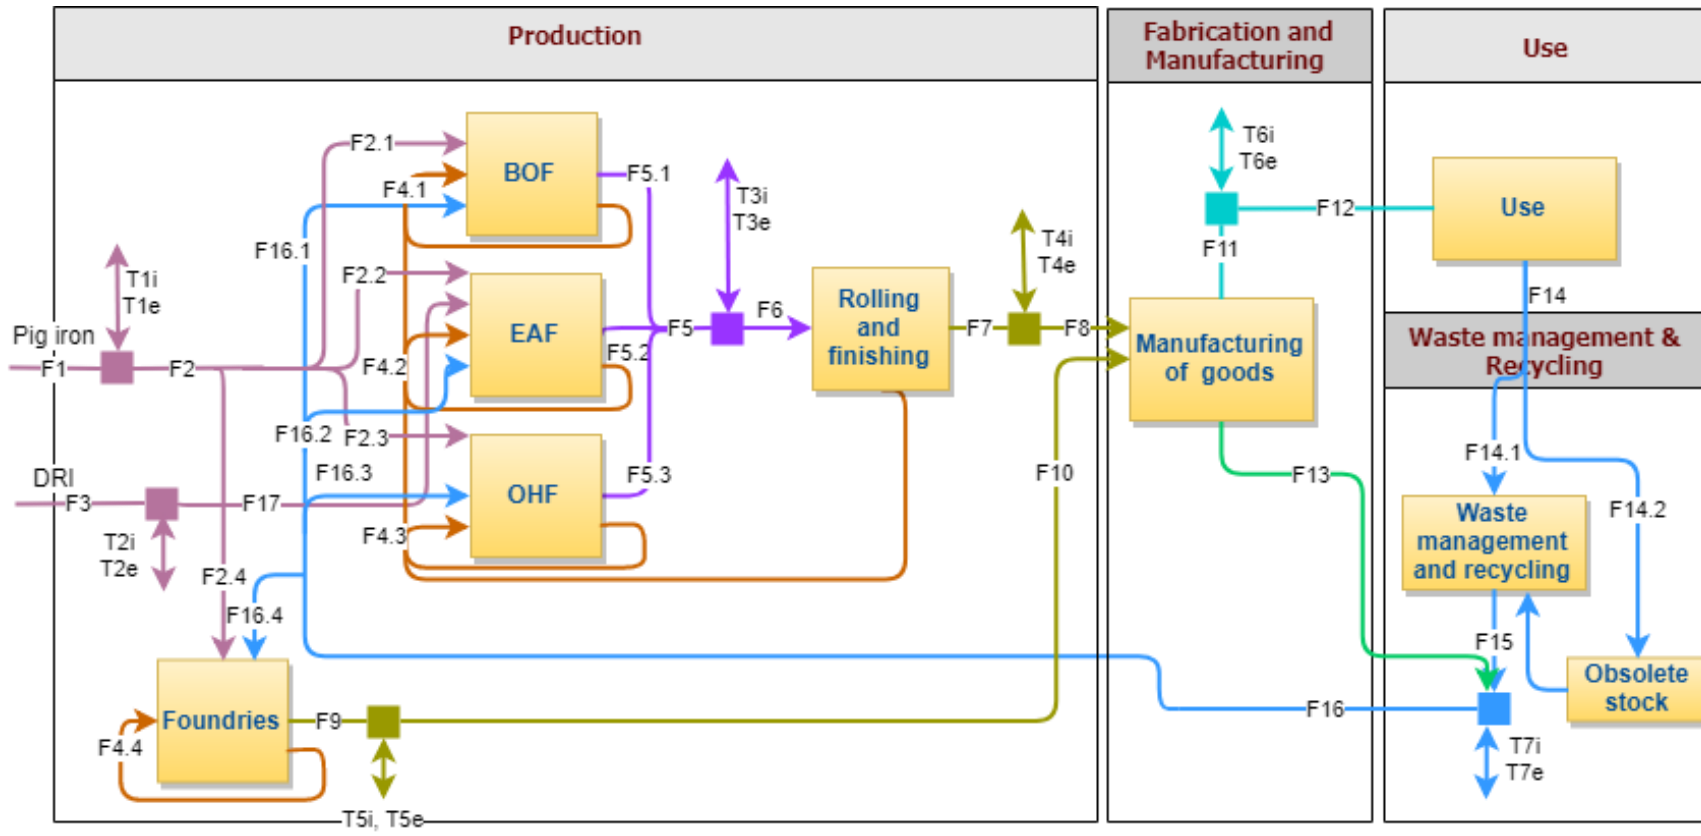 Production
Fabrication and
Manufacturing
Use
F2.1
BOF
F5.1
F4.1
T3i
T3e
T6i
T6e
F12
Use
F16.1
F11
T1i
T1e
F2.2
T4i
T4e
F14
Pig iron
EAF
F5
F6
Rolling
and
finishing
F7
F8
Manufacturing
of goods
Waste management &
Recycling
F1
F2
F4.2
F5.2
F16.2
F2.3
F14.1
DRI
F16.3
F5.3
F10
F13
F3
F17
OHF
F14.2
Waste
management
and recycling
T2i
T2e
F4.3
F2.4
F16.4
F15
Obsolete
stock
Foundries
F9
F16
F4.4
T7i
T7e
T5i, T5e